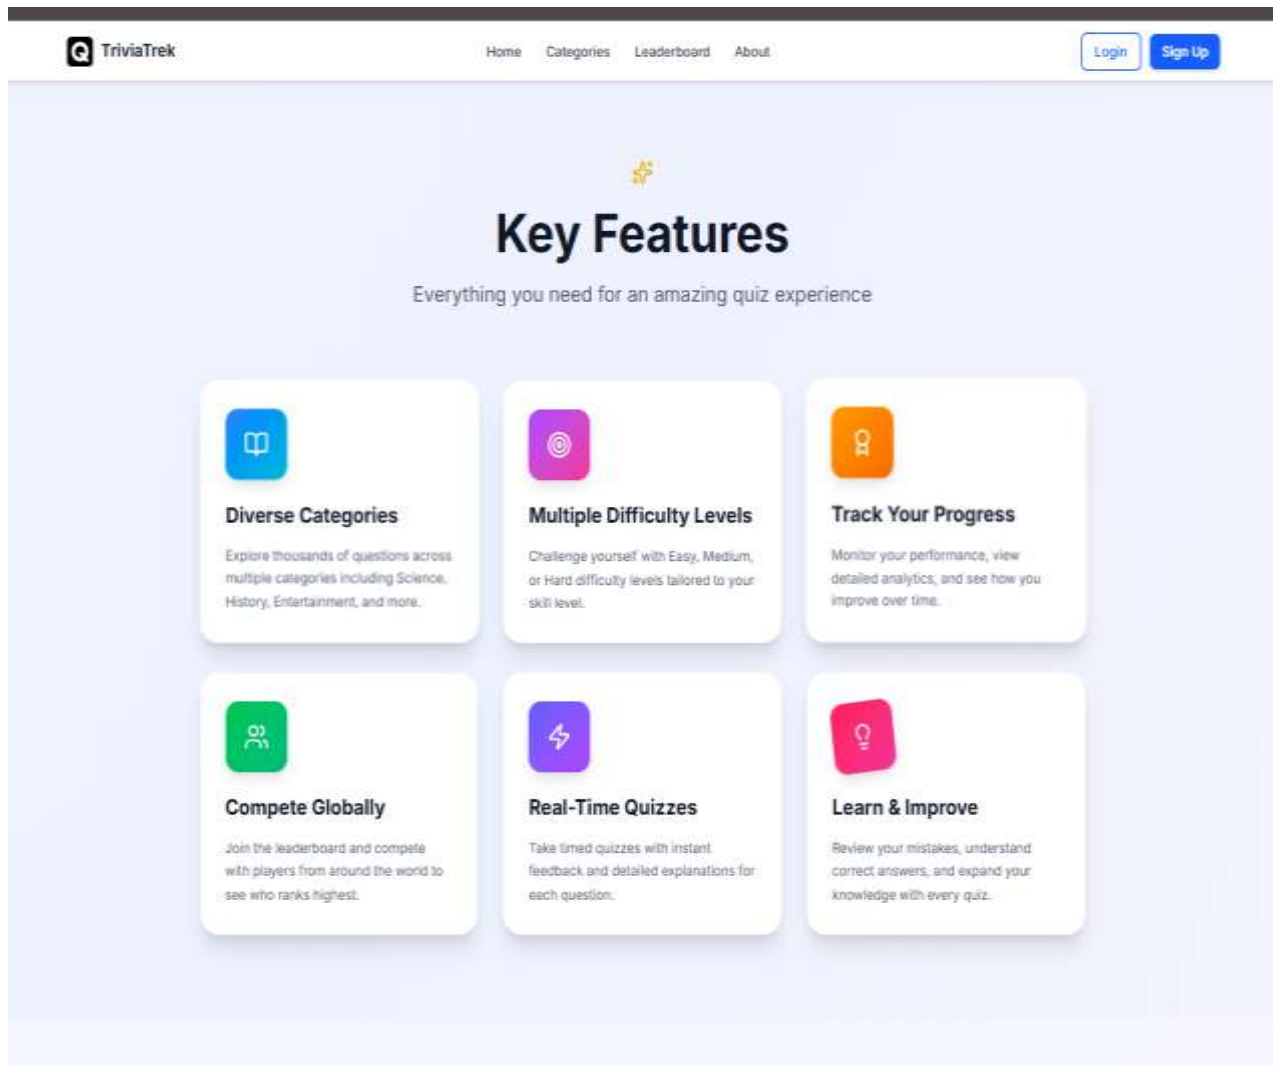 TriviaTrek
Home Categories Leaderboard About
Login Sign Up
Key Features
Everything you need for an amazing quiz experience
Diverse Categories
Explore thousands of questions across
multiple categories including Science,
History, Entertainment, and more.
Multiple Difficulty Levels
Challenge yourself with Easy, Medium,
or Hard difficulty levels tailored to your
skill level.
Track Your Progress
Monitor your performance, view
detailed analytics, and see how you
improve over time.
Compete Globally
Join the leaderboard and compete
with players from around the world to
see who ranks highest.
Real-Time Quizzes
Take timed quizzes with instant
feedback and detailed explanations for
each question.
Learn & Improve
Review your mistakes, understand
correct answers, and expand your
knowledge with every quiz.